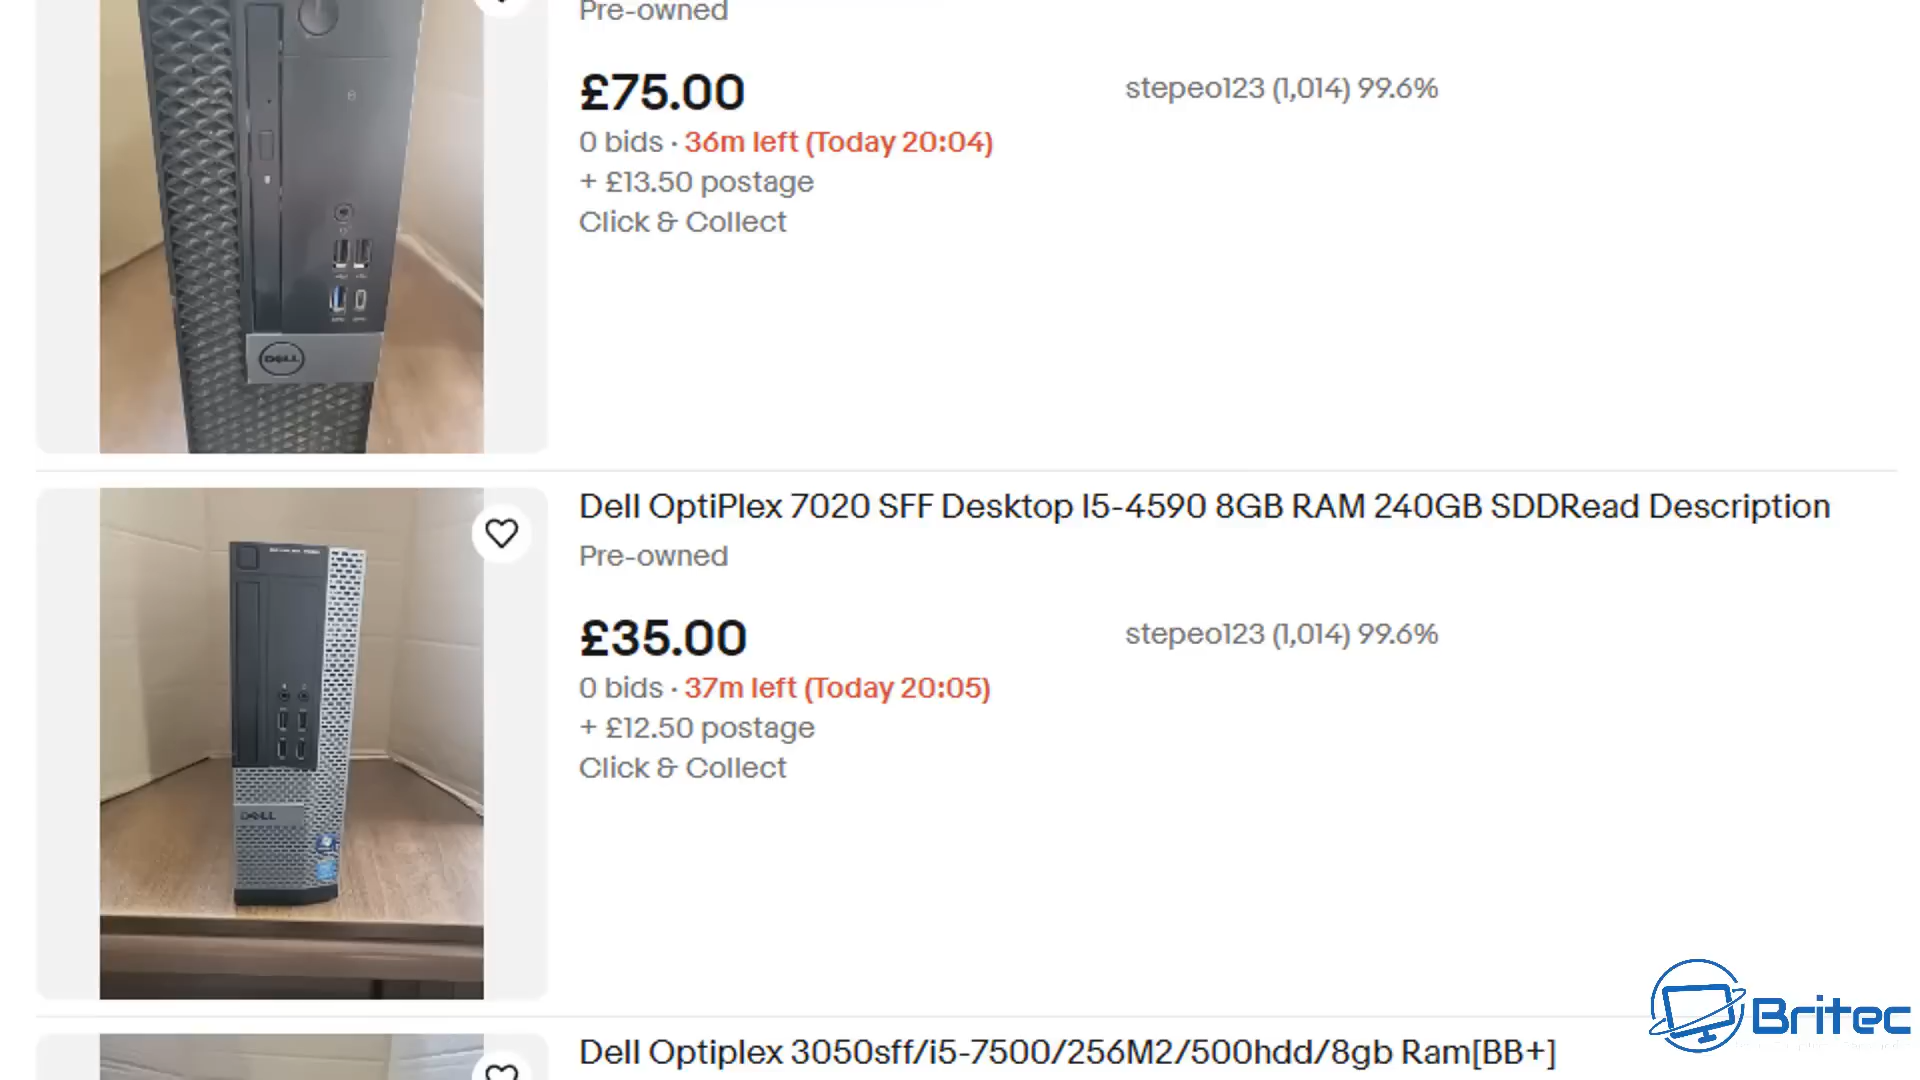 Pre-owned
£75.00
stepeo123 (1,014) 99.6%
0 bids · 36m left (Today 20:04)
+ £13.50 postage
Click & Collect
DELL
Dell OptiPlex 7020 SFF Desktop I5-4590 8GB RAM 240GB SDDRead Description
Pre-owned
£35.00
stepeo123 (1,014) 99.6%
0 bids · 37m left (Today 20:05)
+ £12.50 postage
Click & Collect
DELL
Britec
Dell Optiplex 3050sff/i5-7500/256M2/500hdd/8gb Ram[BB+]